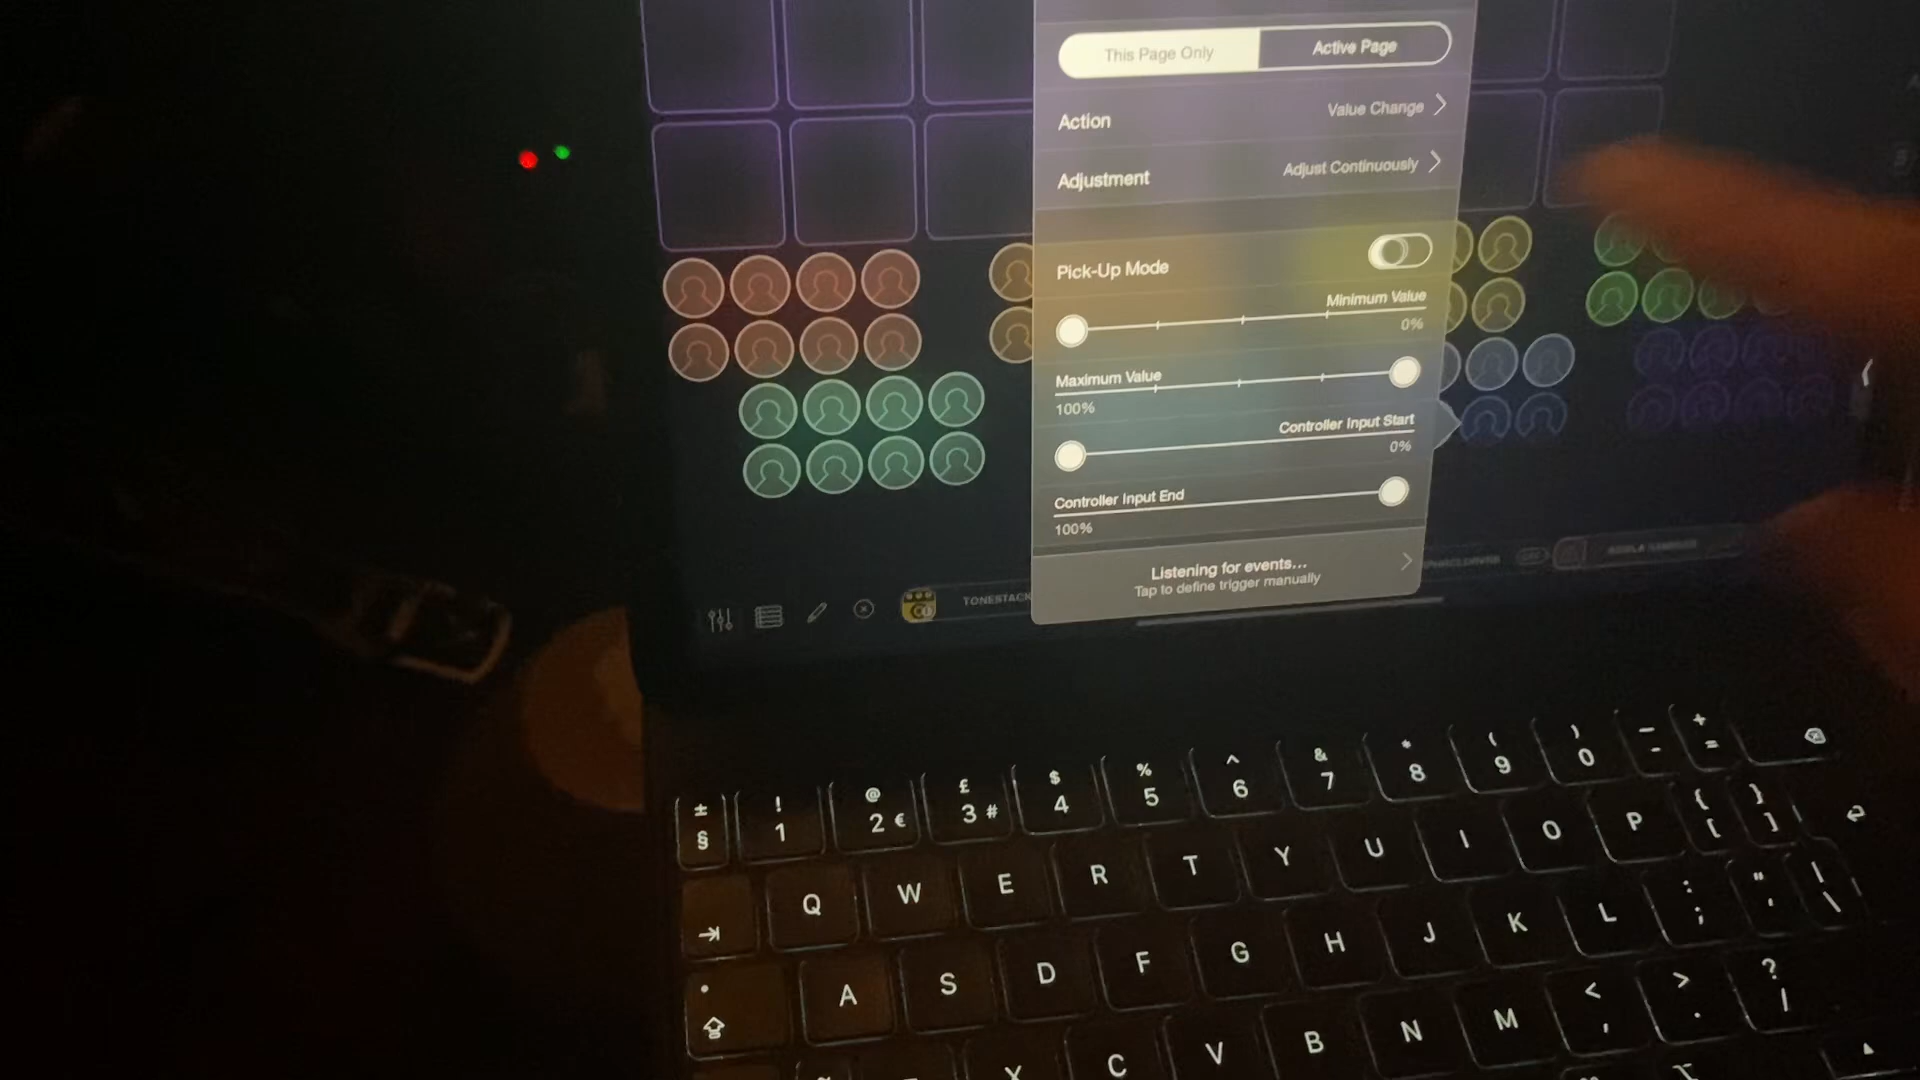 This Page Only
Active Page
Action
Value Change
Adjustment
Adjust Continuously
Pick-Up Mode
Minimum Value
0%
Maximum Value
100%
Controller Input Start
0%
Controller Input End
100%
Listening for events...
Tap to define trigger manually
TONESTACK
± ! @ £ $ % ^ & * ( ) _ +
§ 1 2 € 3 # 4 5 6 7 8 9 0 - =
Q W E R T Y U I O P { }
[ ]
A S D F G H J K L : " |
; ' \
C V B N M < > ?
, . /